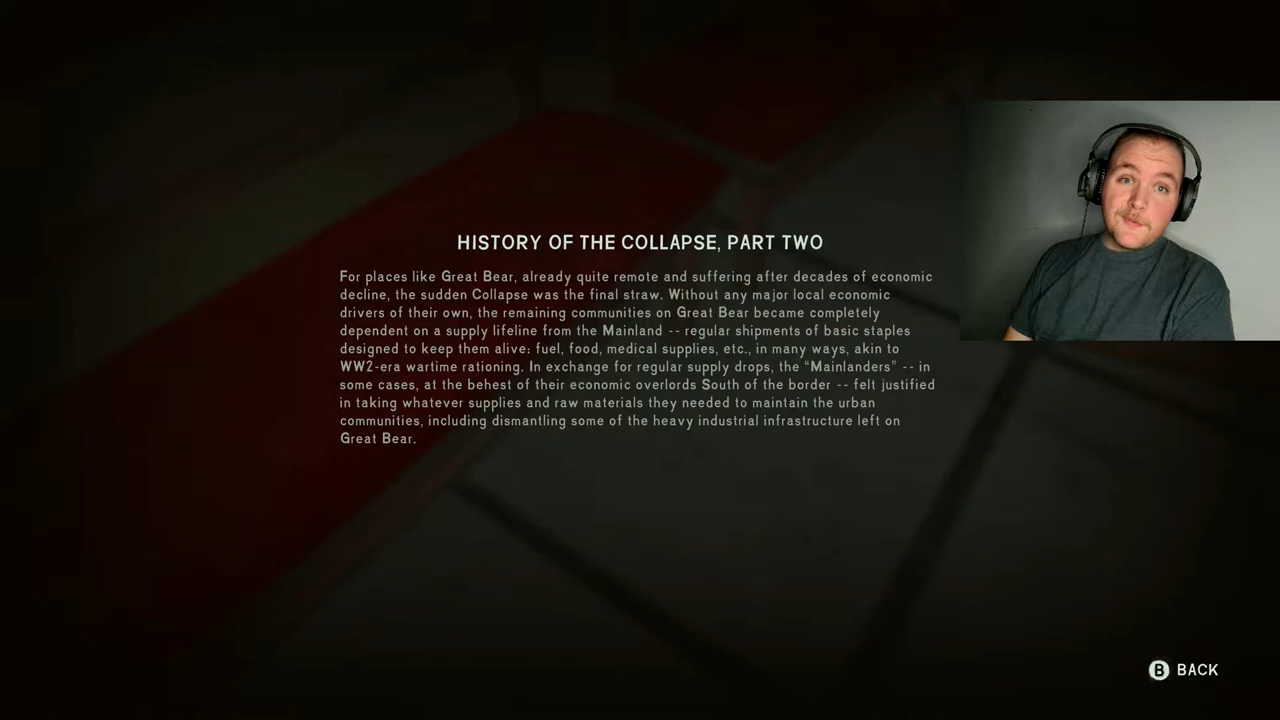 HISTORY OF THE COLLAPSE, PART TWO
For places like Great Bear, already quite remote and suffering after decades of economic
decline, the sudden Collapse was the final straw. Without any major local economic
drivers of their own, the remaining communities on Great Bear became completely
dependent on a supply lifeline from the Mainland -- regular shipments of basic staples
designed to keep them alive: fuel, food, medical supplies, etc., in many ways, akin to
WW2-era wartime rationing. In exchange for regular supply drops, the “Mainlanders” -- in
some cases, at the behest of their economic overlords South of the border -- felt justified
in taking whatever supplies and raw materials they needed to maintain the urban
communities, including dismantling some of the heavy industrial infrastructure left on
Great Bear.
B BACK